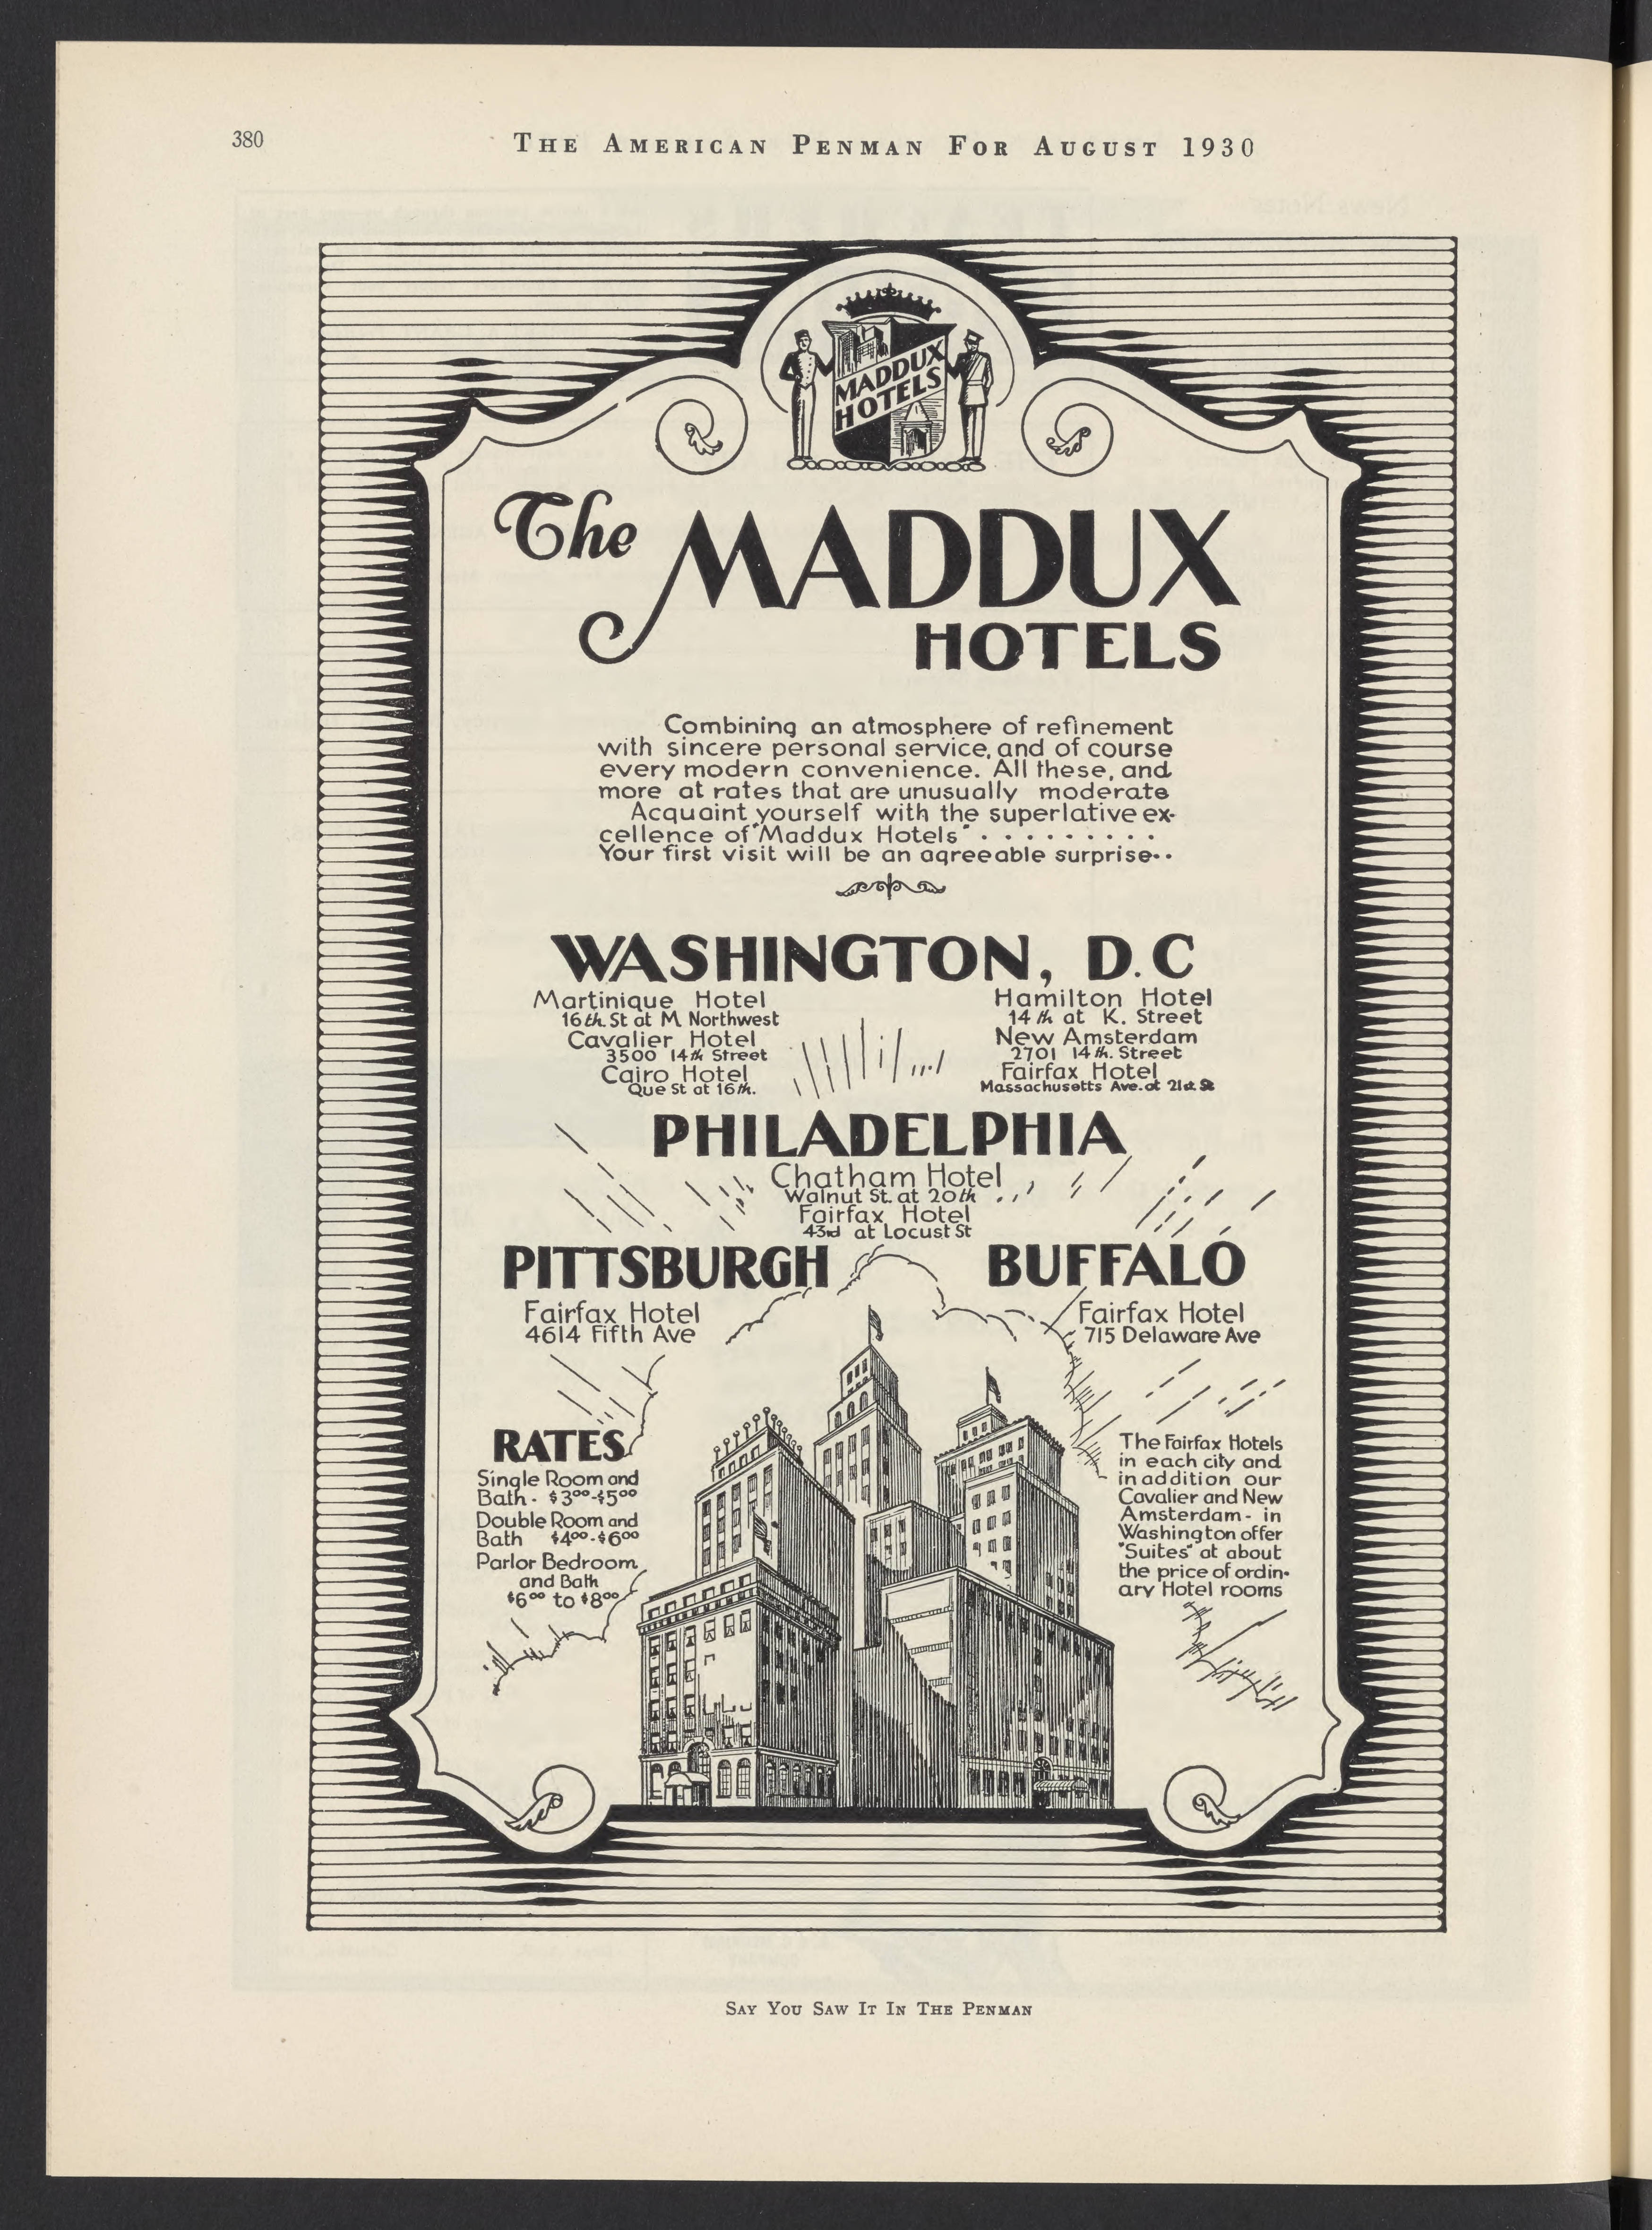 380
The American Penman For August 1930
MADDUX
HOTELS
The MADDUX
HOTELS
Combining an atmosphere of refinement
with sincere personal service, and of course
every modern convenience. All these, and
more at rates that are unusually moderate
Acquaint yourself with the superlative ex-
cellence of "Maddux Hotels" . . . . . . . . .
Your first visit will be an agreeable surprise..
WASHINGTON, D.C
Martinique Hotel
16th. St at M. Northwest
Cavalier Hotel
3500 14th Street
Cairo Hotel
Que St at 16th.
Hamilton Hotel
14th at K. Street
New Amsterdam
2701 14th. Street
Fairfax Hotel
Massachusetts Ave. at 21st St
PHILADELPHIA
Chatham Hotel
Walnut St. at 20th
Fairfax Hotel
43rd at Locust St
PITTSBURGH
Fairfax Hotel
4614 Fifth Ave
BUFFALO
Fairfax Hotel
715 Delaware Ave
RATES
Single Room and
Bath - $3.00-$5.00
Double Room and
Bath $4.00-$6.00
Parlor Bedroom
and Bath
$6.00 to $8.00
The Fairfax Hotels
in each city and
in addition our
Cavalier and New
Amsterdam- in
Washington offer
"Suites" at about
the price of ordin-
ary Hotel rooms
Say You Saw It In The Penman